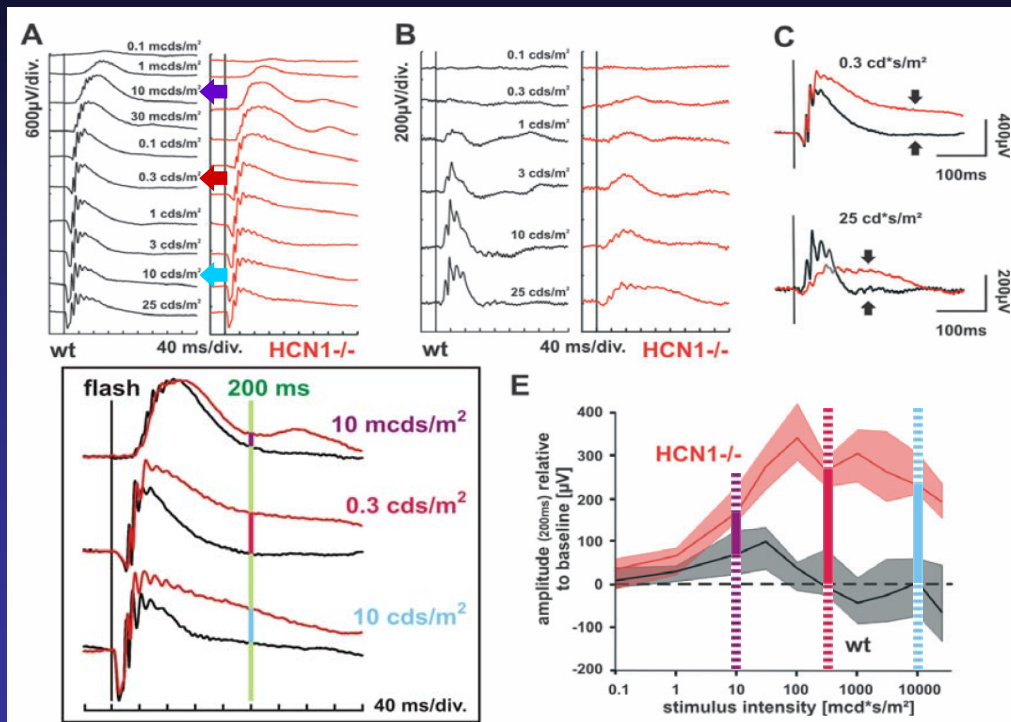 A
600µV/div.
0.1 mcds/m²
1 mcds/m²
10 mcds/m²
30 mcds/m²
0.1 cds/m²
0.3 cds/m²
1 cds/m²
3 cds/m²
10 cds/m²
25 cds/m²
wt
40 ms/div.
HCN1-/-
B
200µV/div.
0.1 cds/m²
0.3 cds/m²
1 cds/m²
3 cds/m²
10 cds/m²
25 cds/m²
wt
40 ms/div.
HCN1-/-
C
0.3 cd*s/m²
400µV
100ms
25 cd*s/m²
200µV
100ms
flash
200 ms
10 mcds/m²
0.3 cds/m²
10 cds/m²
40 ms/div.
E
amplitude (200ms) relative
to baseline [µV]
400
300
200
100
0
-100
-200
HCN1-/-
wt
0.1
1
10
100
1000
10000
stimulus intensity [mcd*s/m²]